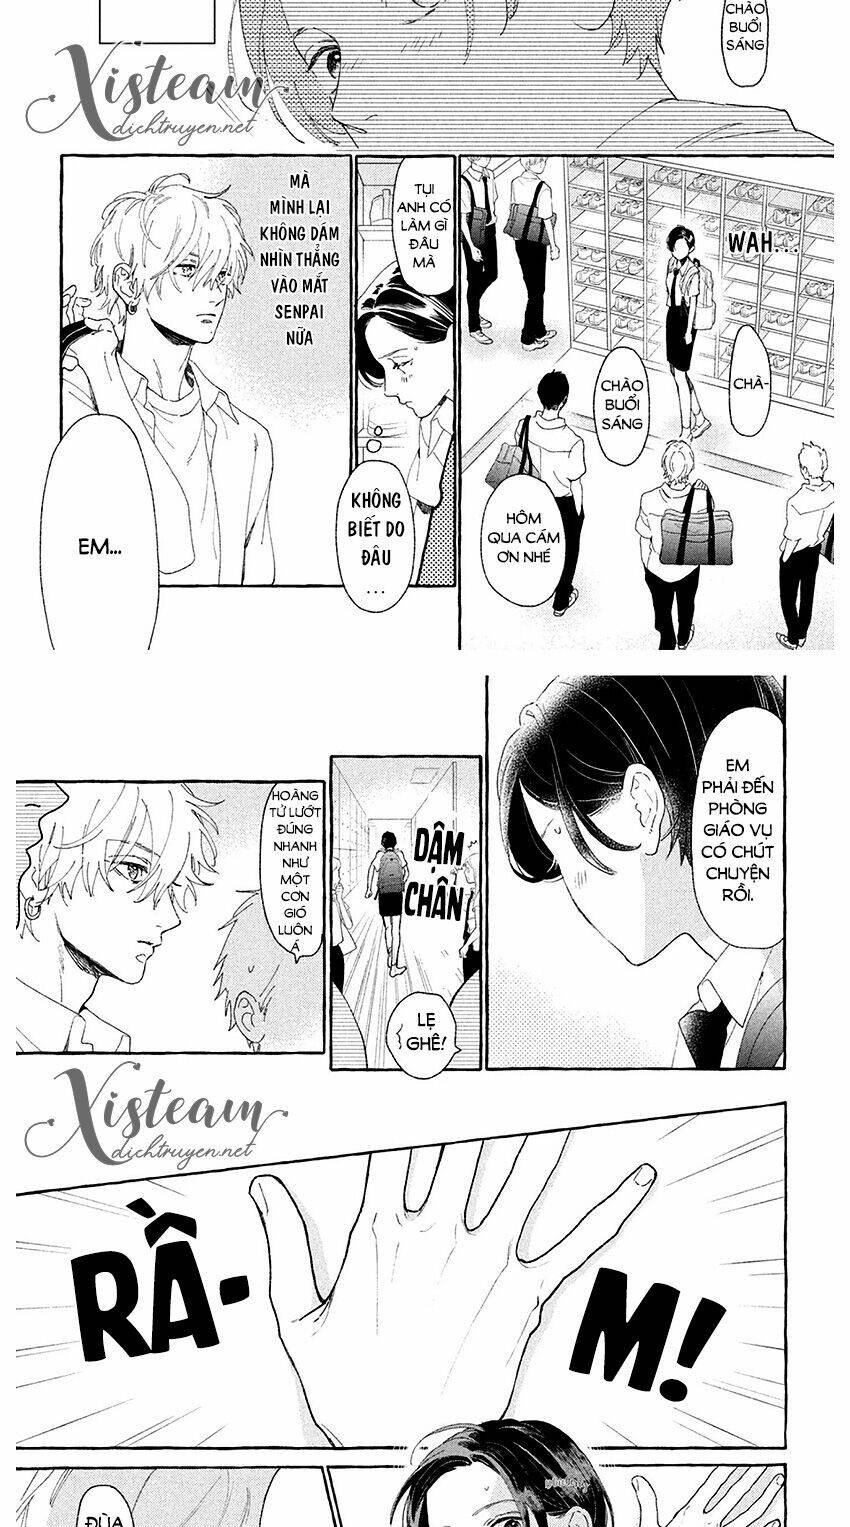 CHÀO
BUỔI
SÁNG
Xisteam
dichtruyen.net
WAH...
CHÀ-
CHÀO
BUỔI
SÁNG
HÔM
QUA CÁM
ƠN NHÉ
TỤI
ANH CÓ
LÀM GÌ
ĐÂU
MÀ
KHÔNG
BIẾT DO
ĐÂU
...
MÀ
MÌNH LẠI
KHÔNG DÁM
NHÌN THẲNG
VÀO MẮT
SENPAI
NỮA
EM...
EM
PHẢI ĐẾN
PHÒNG
GIÁO VỤ
CÓ CHÚT
CHUYỆN
RỒI.
DẬM
CHÂN
LẸ
GHÊ!
HOÀNG
TỬ LƯỚT
ĐÚNG
NHANH
NHƯ
MỘT
CƠN
GIÓ
LUÔN
Á
Xisteam
dichtruyen.net
RẦ-
M!
ĐÙA